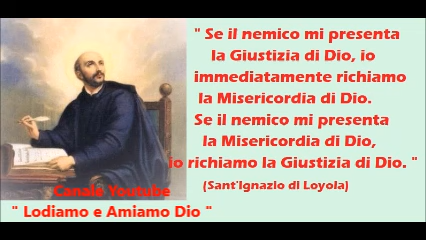 " Se il nemico mi presenta
la Giustizia di Dio, io
immediatamente richiamo
la Misericordia di Dio.
Se il nemico mi presenta
la Misericordia di Dio,
io richiamo la Giustizia di Dio. "
(Sant'Ignazio di Loyola)
Canale Youtube
" Lodiamo e Amiamo Dio "